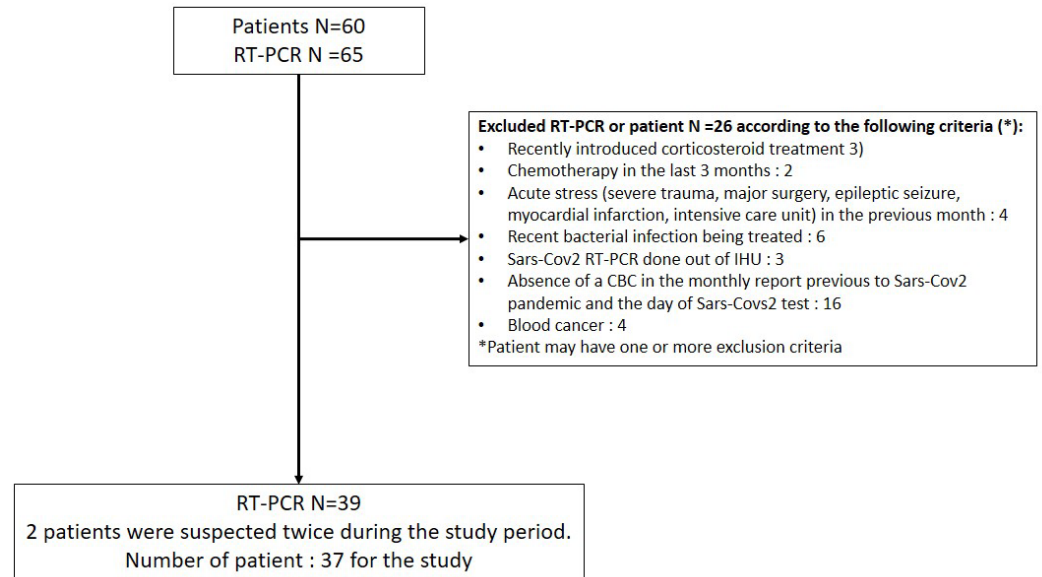 Patients N=60
RT-PCR N =65
Excluded RT-PCR or patient N =26 according to the following criteria (*):
• Recently introduced corticosteroid treatment 3)
• Chemotherapy in the last 3 months : 2
• Acute stress (severe trauma, major surgery, epileptic seizure,
myocardial infarction, intensive care unit) in the previous month : 4
• Recent bacterial infection being treated : 6
• Sars-Cov2 RT-PCR done out of IHU : 3
• Absence of a CBC in the monthly report previous to Sars-Cov2
pandemic and the day of Sars-Covs2 test : 16
• Blood cancer : 4
*Patient may have one or more exclusion criteria
RT-PCR N=39
2 patients were suspected twice during the study period.
Number of patient : 37 for the study